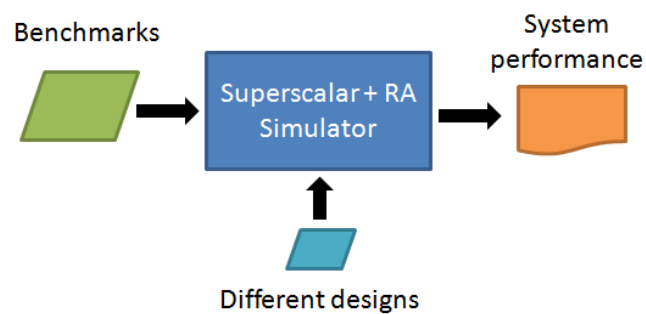 Benchmarks
System
performance
Superscalar + RA
Simulator
Different designs